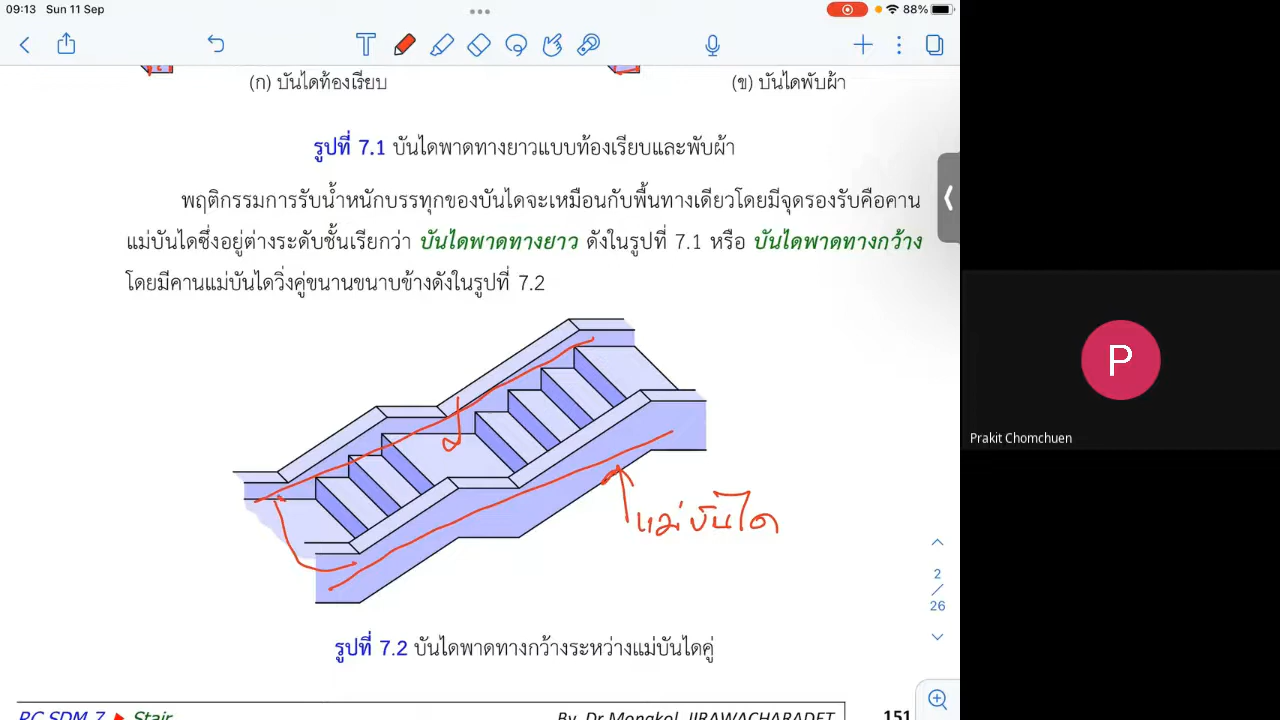 09:13 Sun 11 Sep
88%
(ก) บันไดท้องเรียบ (ข) บันไดพับผ้า
รูปที่ 7.1 บันไดพาดทางยาวแบบท้องเรียบและพับผ้า
พฤติกรรมการรับน้ำหนักบรรทุกของบันไดจะเหมือนกับพื้นทางเดียวโดยมีจุดรองรับคือคาน
แม่บันไดซึ่งอยู่ต่างระดับชั้นเรียกว่า บันไดพาดทางยาว ดังในรูปที่ 7.1 หรือ บันไดพาดทางกว้าง
โดยมีคานแม่บันไดวิ่งคู่ขนานขนาบข้างดังในรูปที่ 7.2
แม่บันได
รูปที่ 7.2 บันไดพาดทางกว้างระหว่างแม่บันไดคู่
RC SDM 7 Stair By Dr.Mongkol JIRAWACHARADET 151
2
/
26
P
Prakit Chomchuen